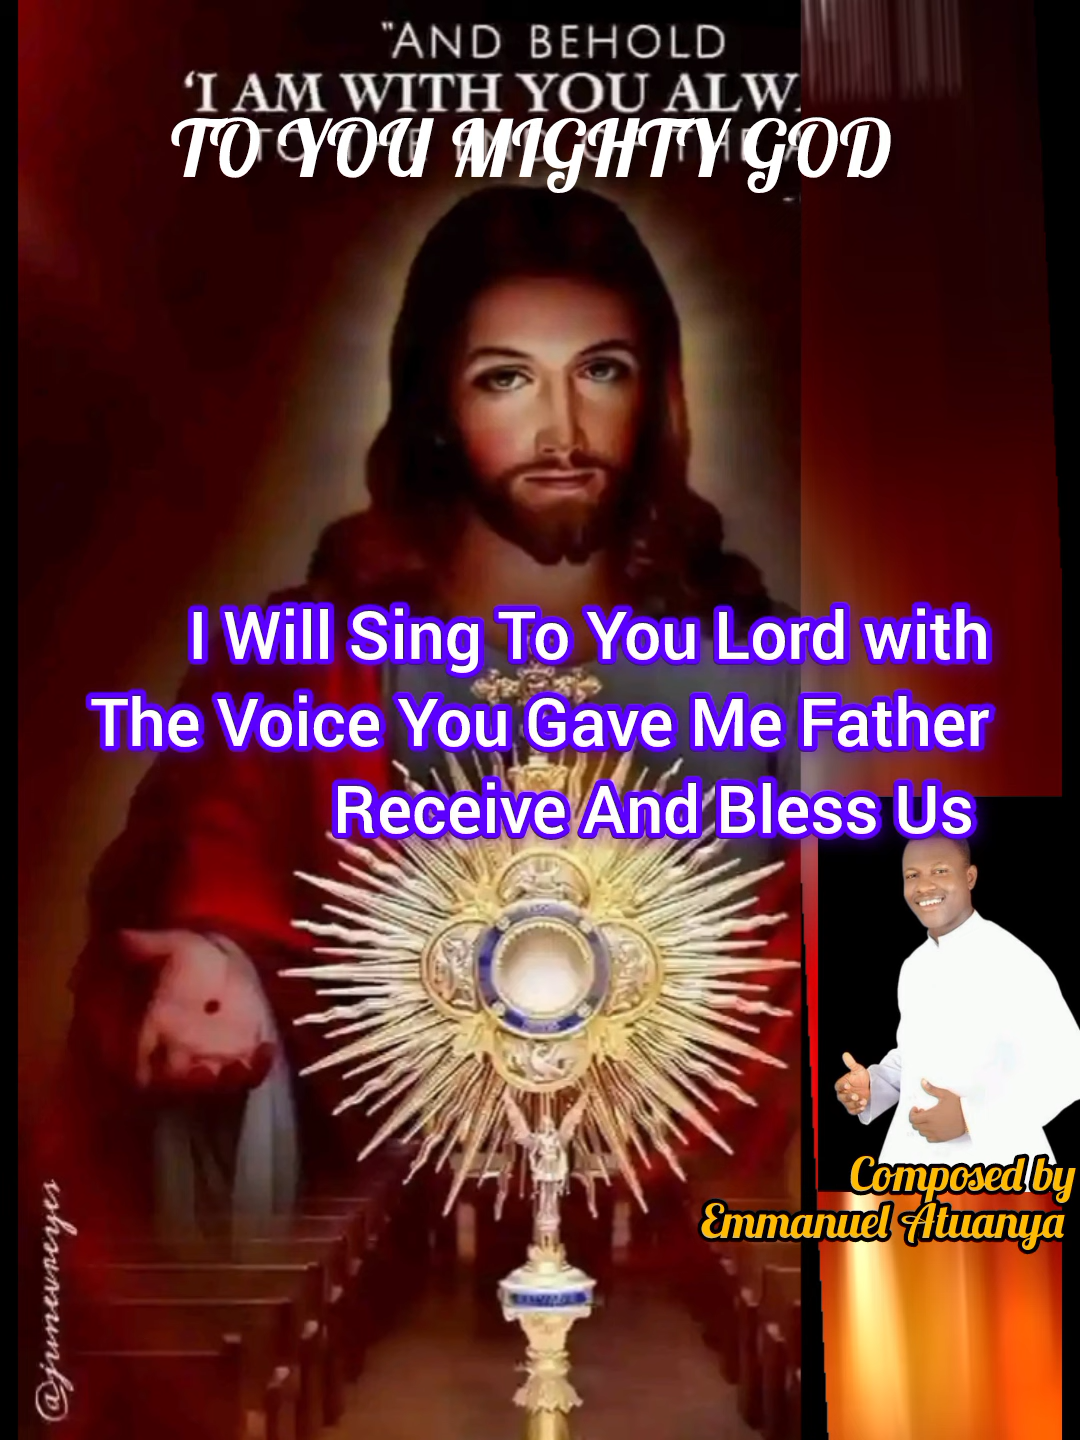 "AND BEHOLD
'I AM WITH YOU ALW
TO YOU MIGHTY GOD
I Will Sing To You Lord with
The Voice You Gave Me Father
Receive And Bless Us
Composed by
Emmanuel Atuanya
@junevreyes